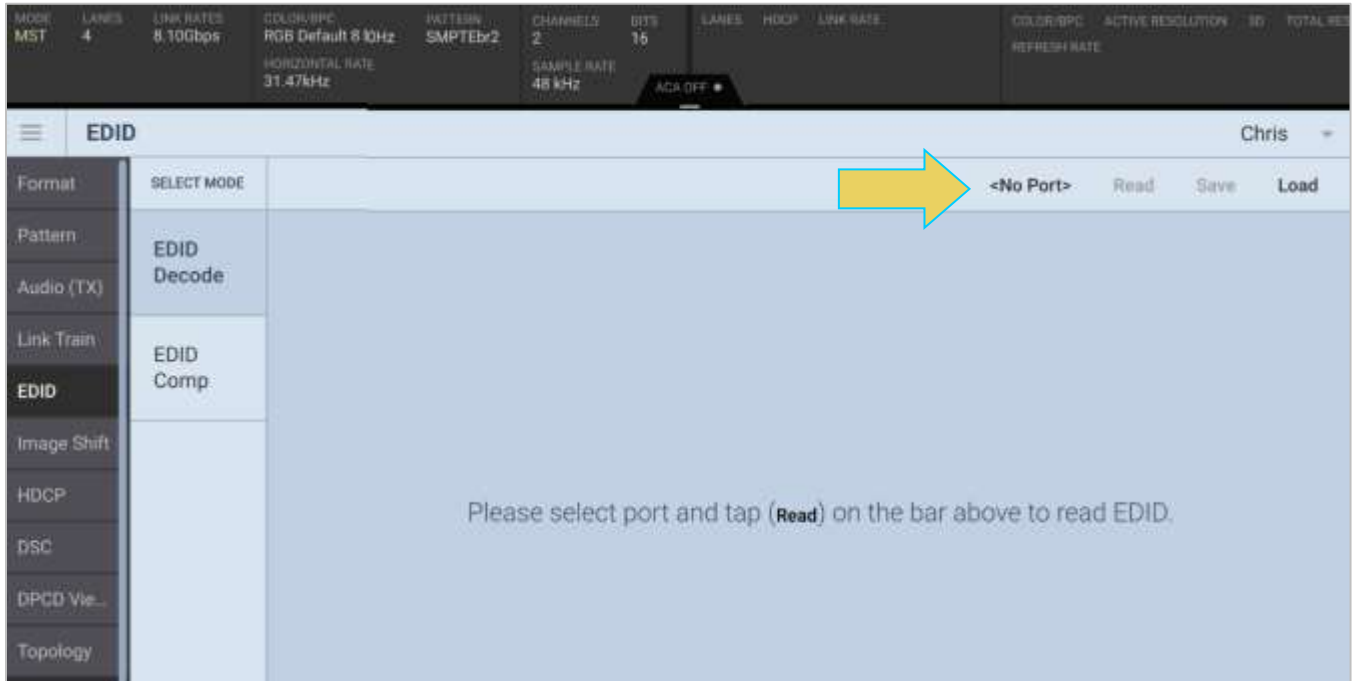 MODE LANES LINK RATES COLOR/BPC PATTERN CHANNELS BITS LANES HDCP LINK RATE COLOR/BPC ACTIVE RESOLUTION 3D TOTAL RES
MST 4 8.10Gbps RGB Default 8 SMPTEbr2 2 16 REFRESH RATE
HORIZONTAL RATE SAMPLE RATE
31.47kHz 48 kHz ACA OFF
EDID Chris
Format SELECT MODE <No Port> Read Save Load
Pattern
EDID
Decode
Audio (TX)
Link Train
EDID
Comp
EDID
Image Shift
HDCP
Please select port and tap (Read) on the bar above to read EDID.
DSC
DPCD Vie...
Topology